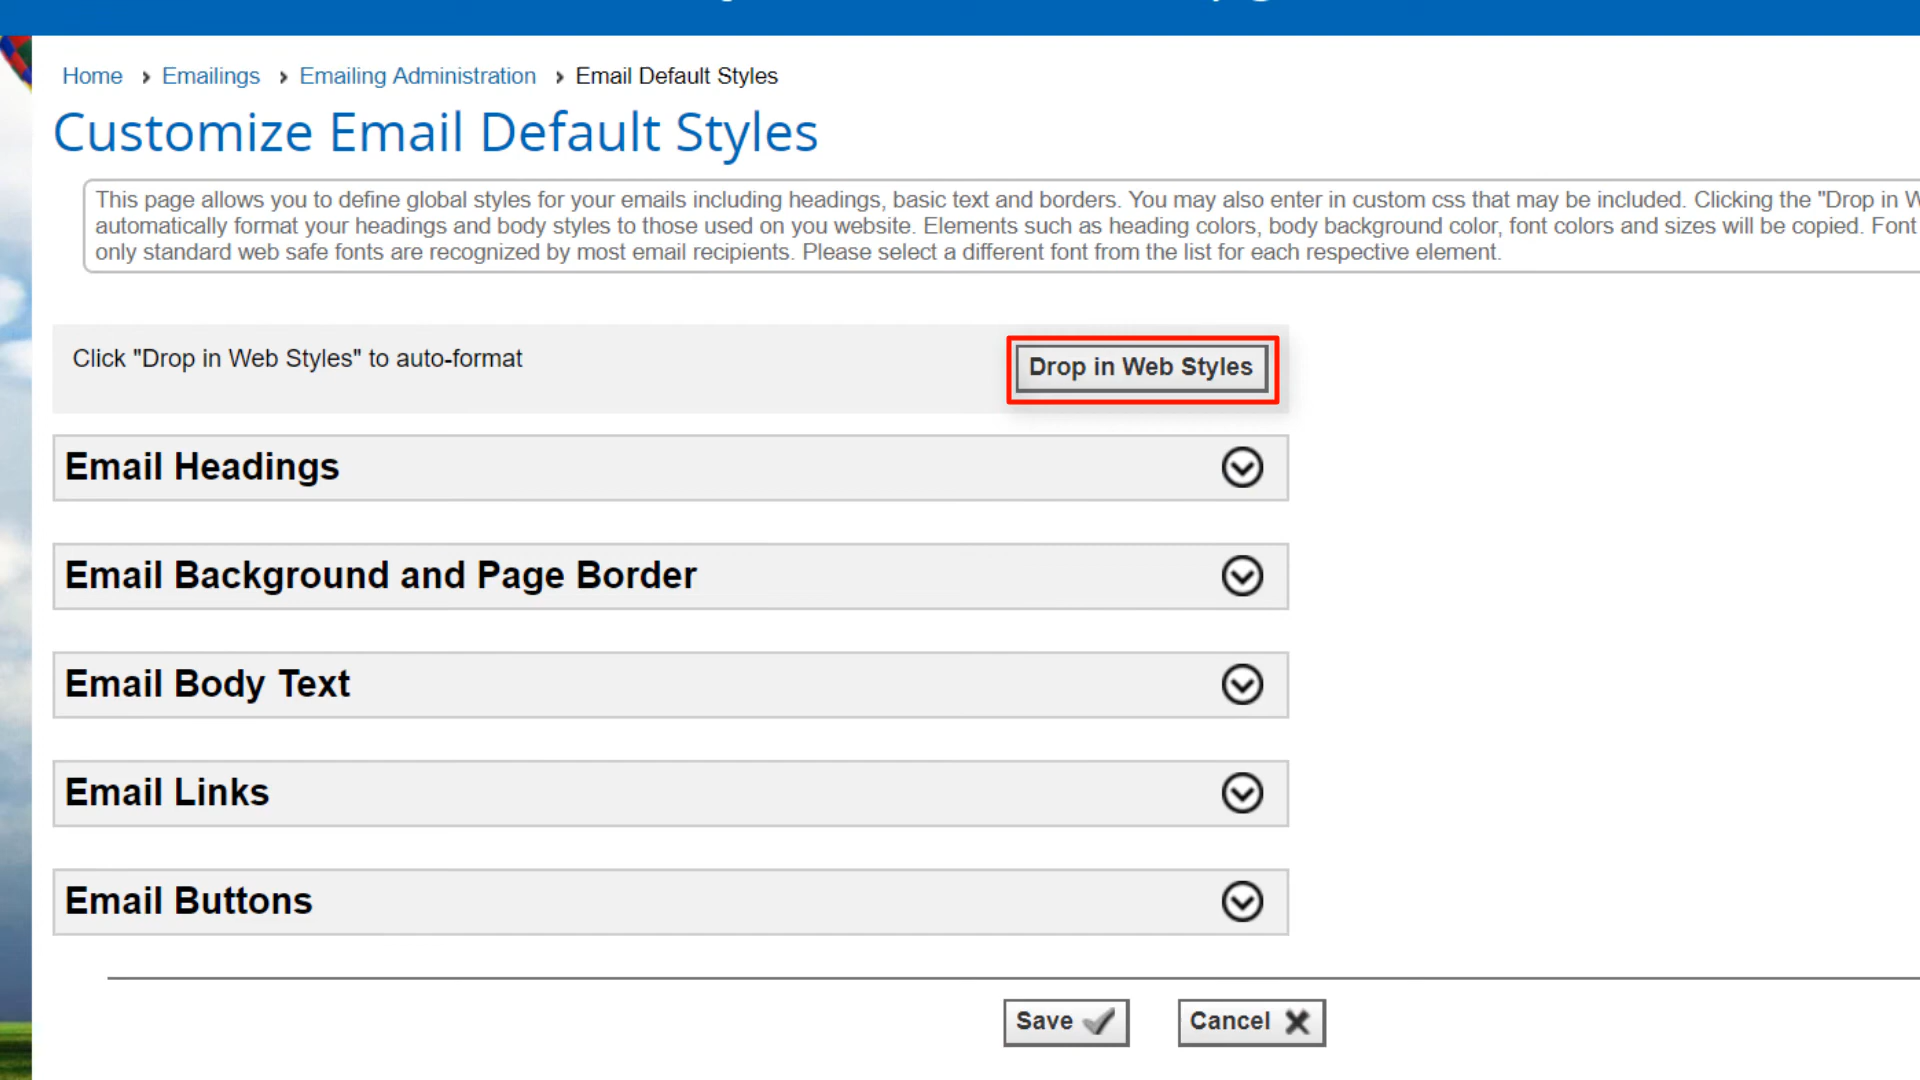 Home › Emailings › Emailing Administration › Email Default Styles
Customize Email Default Styles
This page allows you to define global styles for your emails including headings, basic text and borders. You may also enter in custom css that may be included. Clicking the "Drop in
automatically format your headings and body styles to those used on you website. Elements such as heading colors, body background color, font colors and sizes will be copied. Font
only standard web safe fonts are recognized by most email recipients. Please select a different font from the list for each respective element.
Click "Drop in Web Styles" to auto-format
Drop in Web Styles
Email Headings
Email Background and Page Border
Email Body Text
Email Links
Email Buttons
Save
Cancel